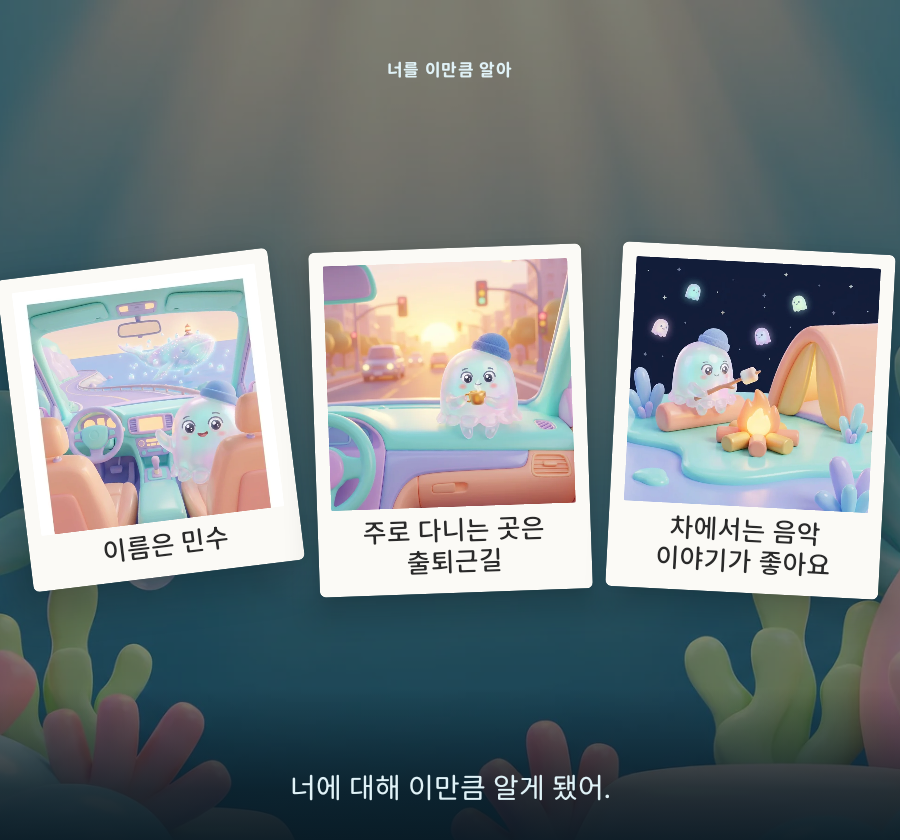 너를 이만큼 알아
이름은 민수
주로 다니는 곳은
출퇴근길
차에서는 음악
이야기가 좋아요
너에 대해 이만큼 알게 됐어.